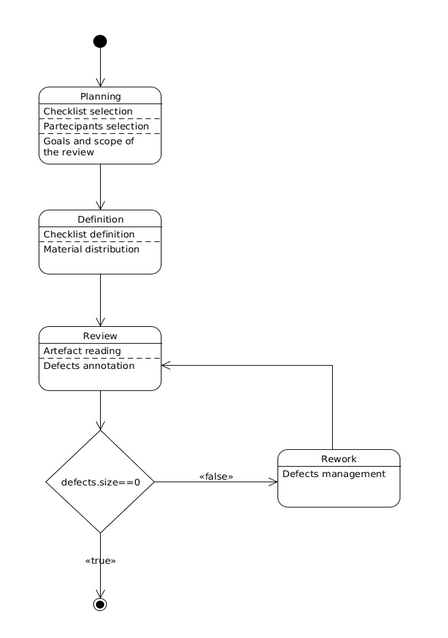 Planning
Checklist selection
Partecipants selection
Goals and scope of
the review
Definition
Checklist definition
Material distribution
Review
Artefact reading
Defects annotation
defects.size==0
«false»
Rework
Defects management
«true»